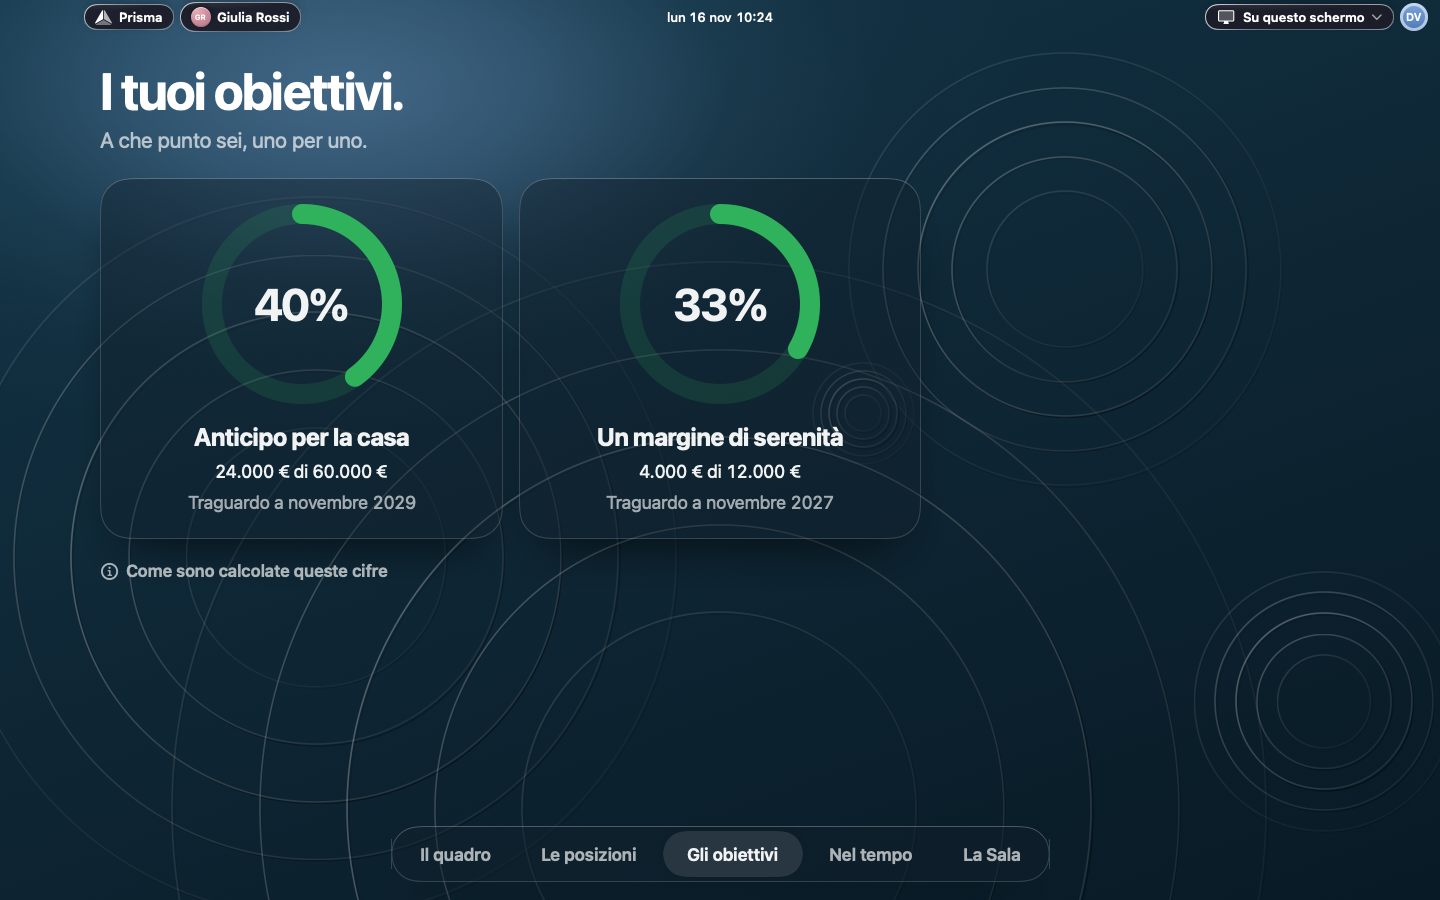 Prisma
GR
Giulia Rossi
lun 16 nov 10:24
Su questo schermo
DV
I tuoi obiettivi.
A che punto sei, uno per uno.
40%
Anticipo per la casa
24.000 € di 60.000 €
Traguardo a novembre 2029
33%
Un margine di serenità
4.000 € di 12.000 €
Traguardo a novembre 2027
Come sono calcolate queste cifre
Il quadro
Le posizioni
Gli obiettivi
Nel tempo
La Sala